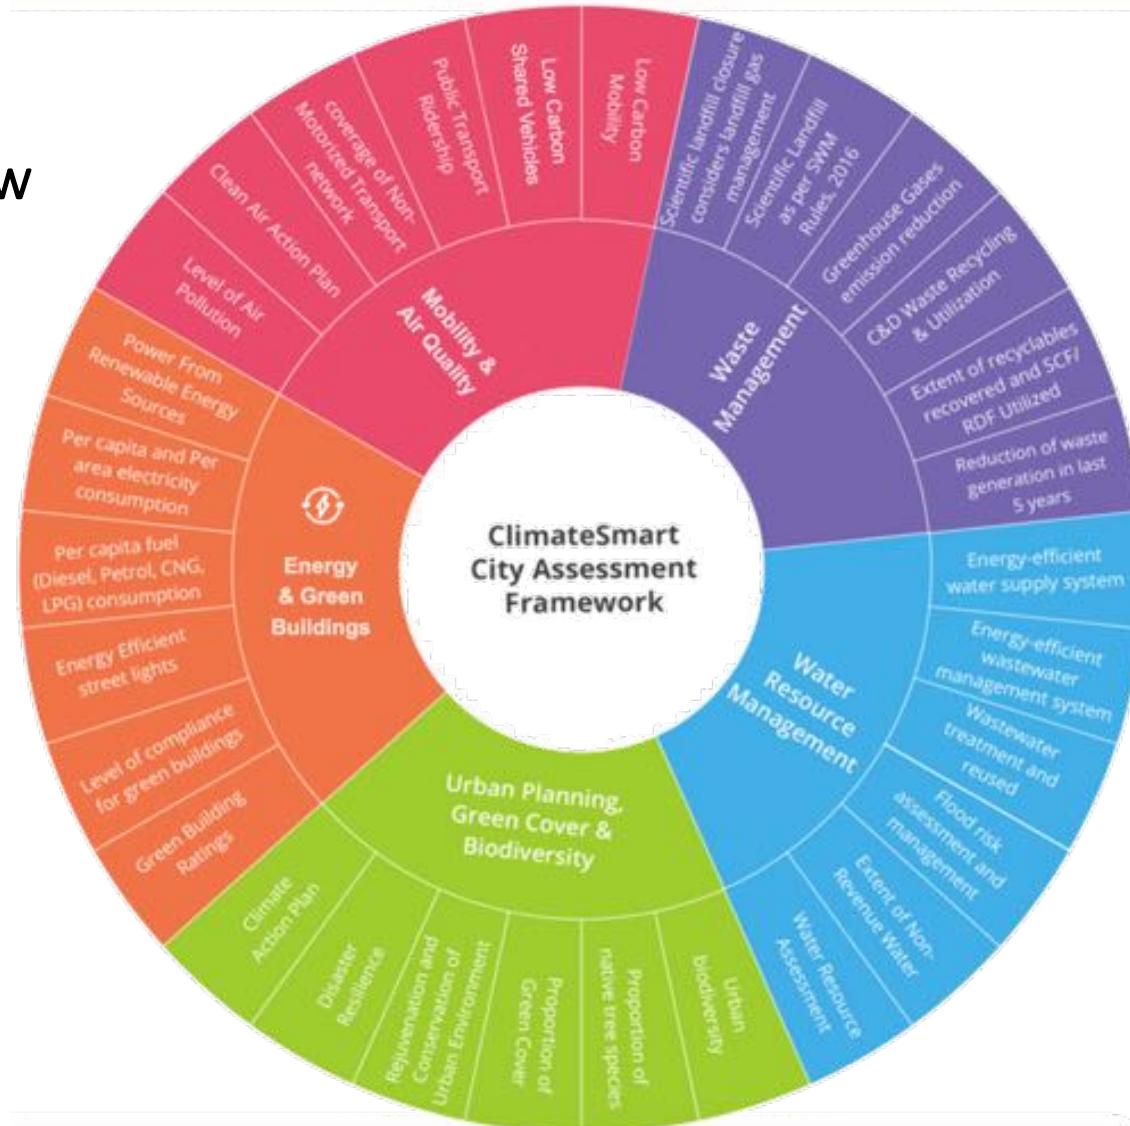 w
ClimateSmart
City Assessment
Framework
Mobility &
Air Quality
Level of Air
Pollution
Clean Air Action Plan
coverage of Non-
Motorized Transport
network
Public Transport
Ridership
Low Carbon
Shared Vehicles
Low Carbon
Mobility
Waste
Management
Scientific landfill closure
considers landfill gas
management
Scientific Landfill
as per SWM
Rules, 2016
Greenhouse Gases
emission reduction
C&D Waste Recycling
& Utilization
Extent of recyclables
recovered and SCF/
RDF Utilized
Reduction of waste
generation in last
5 years
Water
Resource
Management
Energy-efficient
water supply system
Energy-efficient
wastewater
management system
Wastewater
treatment and
reused
Flood risk
assessment and
management
Extent of Non-
Revenue Water
Water Resource
Assessment
Urban Planning,
Green Cover &
Biodiversity
Urban
biodiversity
Proportion of
native tree species
Proportion of
Green Cover
Rejuvenation and
Conservation of
Urban Environment
Disaster
Resilience
Climate
Action Plan
Energy
& Green
Buildings
Green Building
Ratings
Level of compliance
for green buildings
Energy Efficient
street lights
Per capita fuel
(Diesel, Petrol, CNG,
LPG) consumption
Per capita and Per
area electricity
consumption
Power From
Renewable Energy
Sources